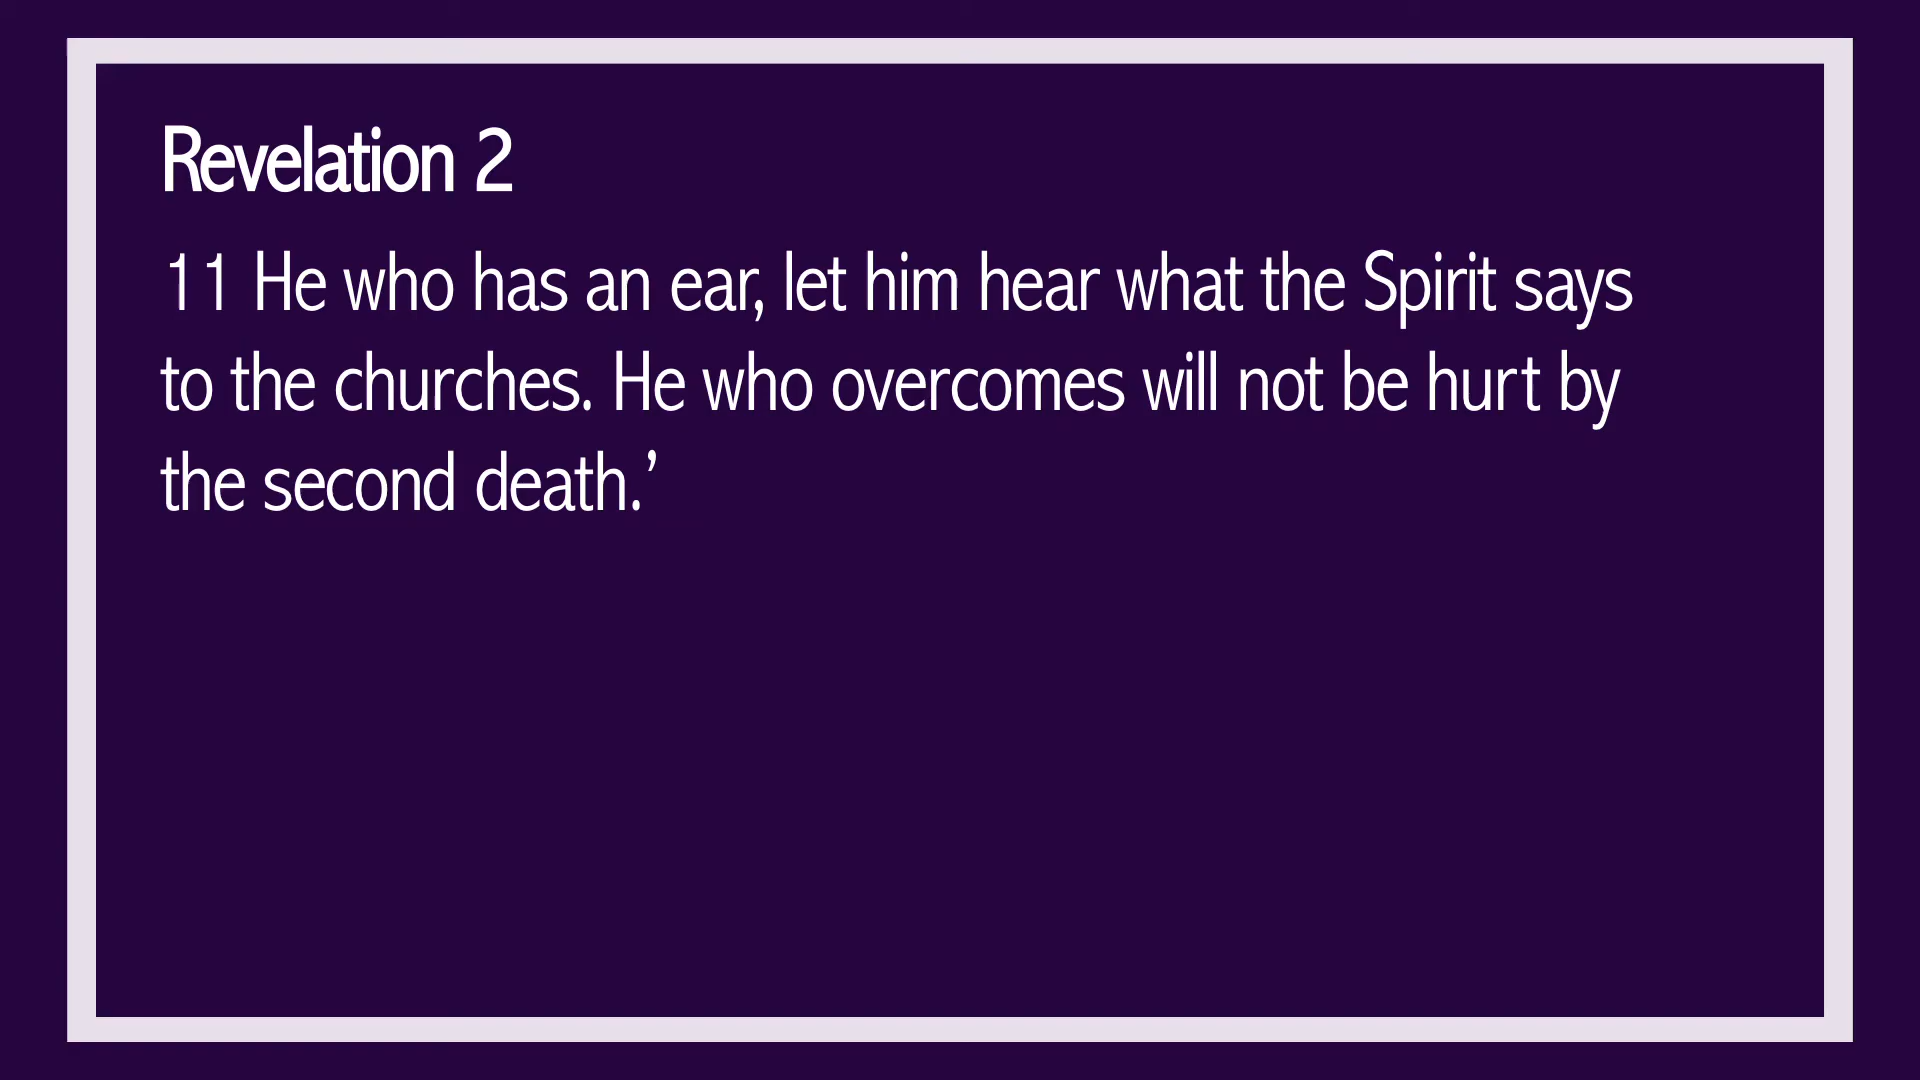 Revelation 2
11 He who has an ear, let him hear what the Spirit says
to the churches. He who overcomes will not be hurt by
the second death.’